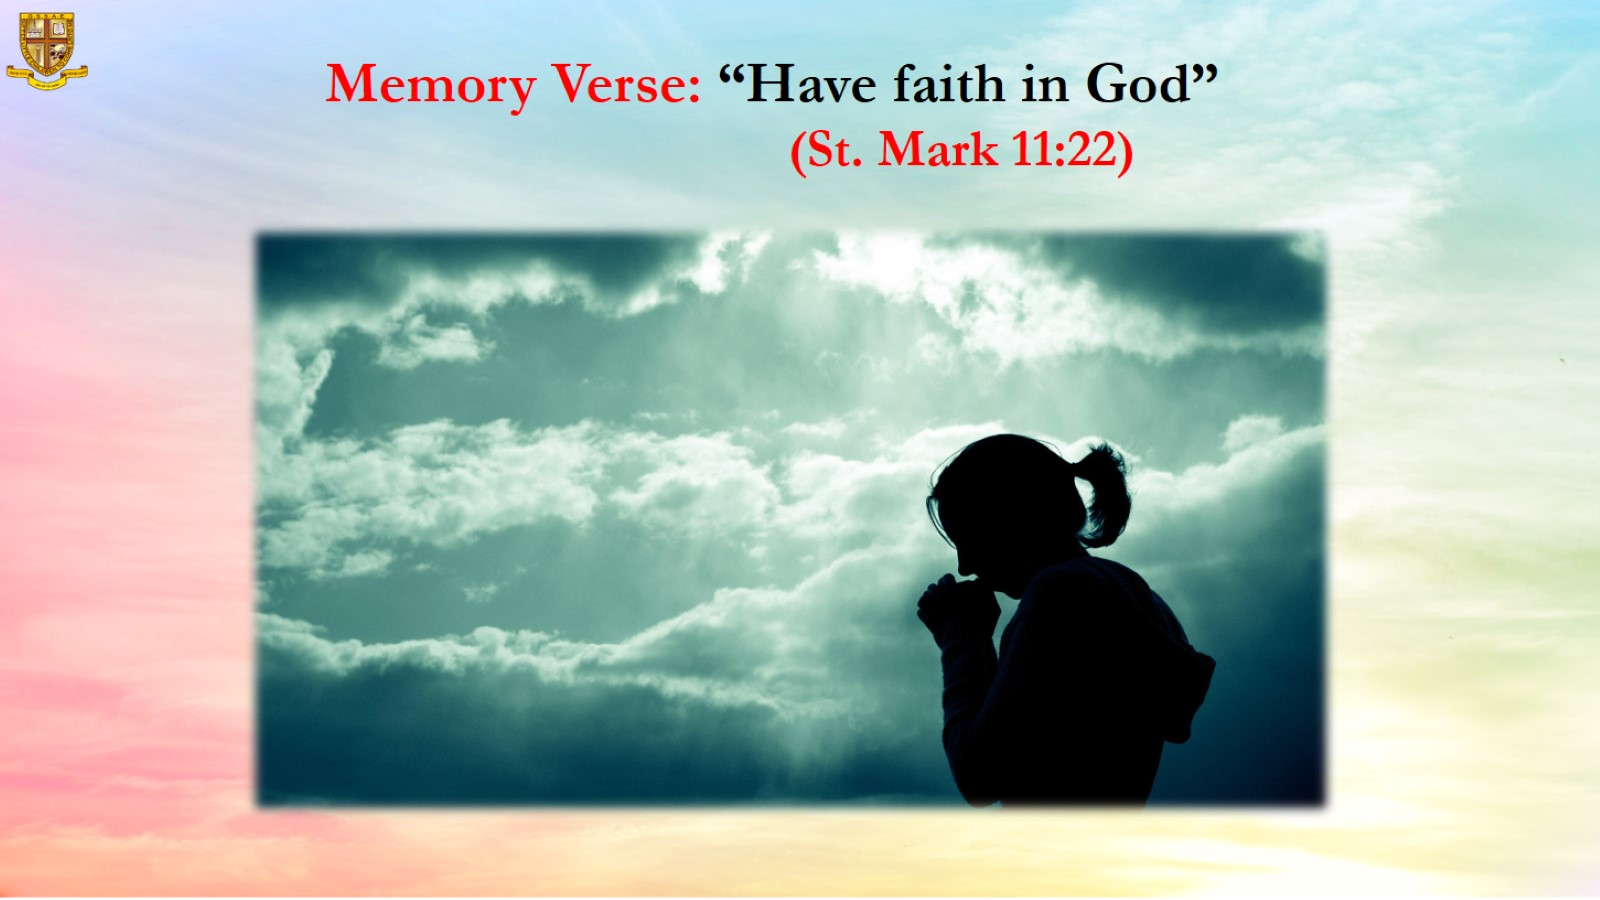 Memory Verse: “Have faith in God”
(St. Mark 11:22)